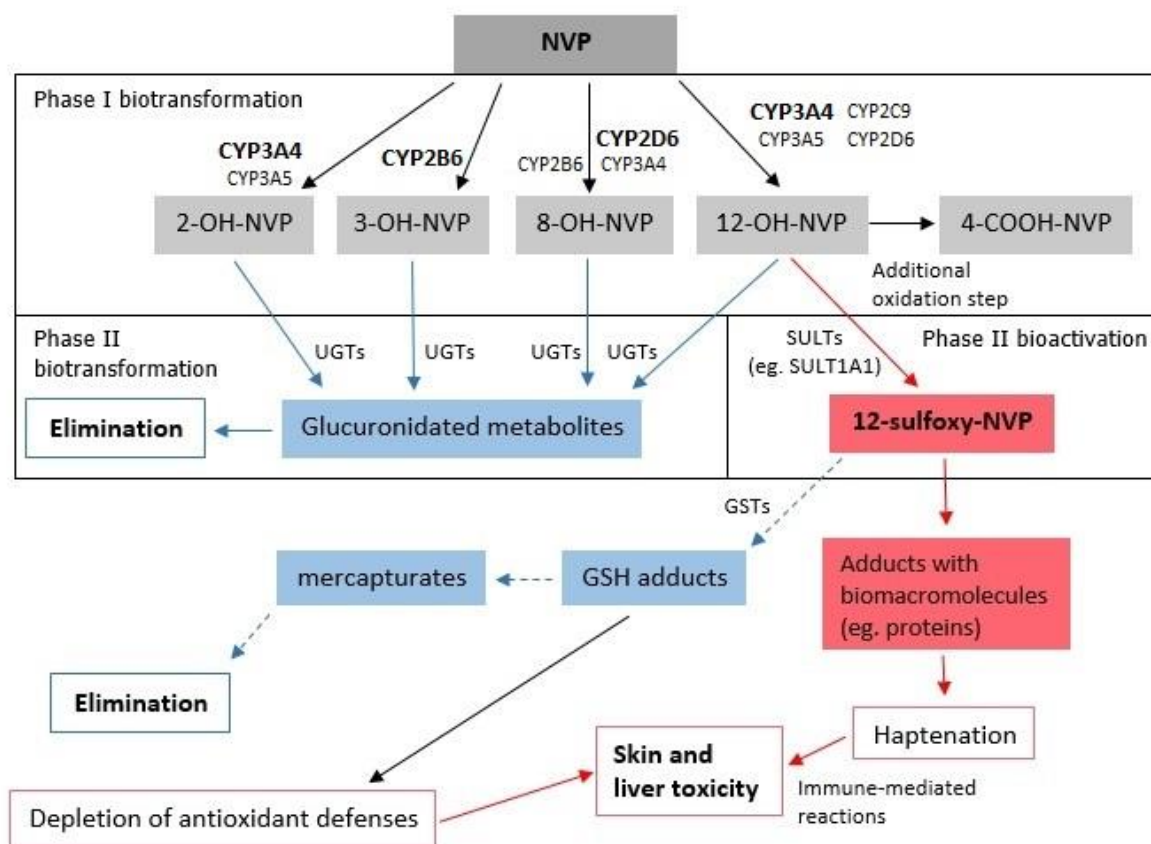 NVP
Phase I biotransformation
CYP3A4
CYP3A5
CYP2B6
CYP2D6
CYP2B6 CYP3A4
CYP3A4 CYP2C9
CYP3A5 CYP2D6
2-OH-NVP
3-OH-NVP
8-OH-NVP
12-OH-NVP
4-COOH-NVP
Additional
oxidation step
Phase II
biotransformation
UGTs
UGTs
UGTs
UGTs
SULTs
(eg. SULT1A1)
Phase II bioactivation
Elimination
Glucuronidated metabolites
12-sulfoxy-NVP
GSTs
mercapturates
GSH adducts
Adducts with
biomacromolecules
(eg. proteins)
Elimination
Skin and
liver toxicity
Haptenation
Immune-mediated
reactions
Depletion of antioxidant defenses